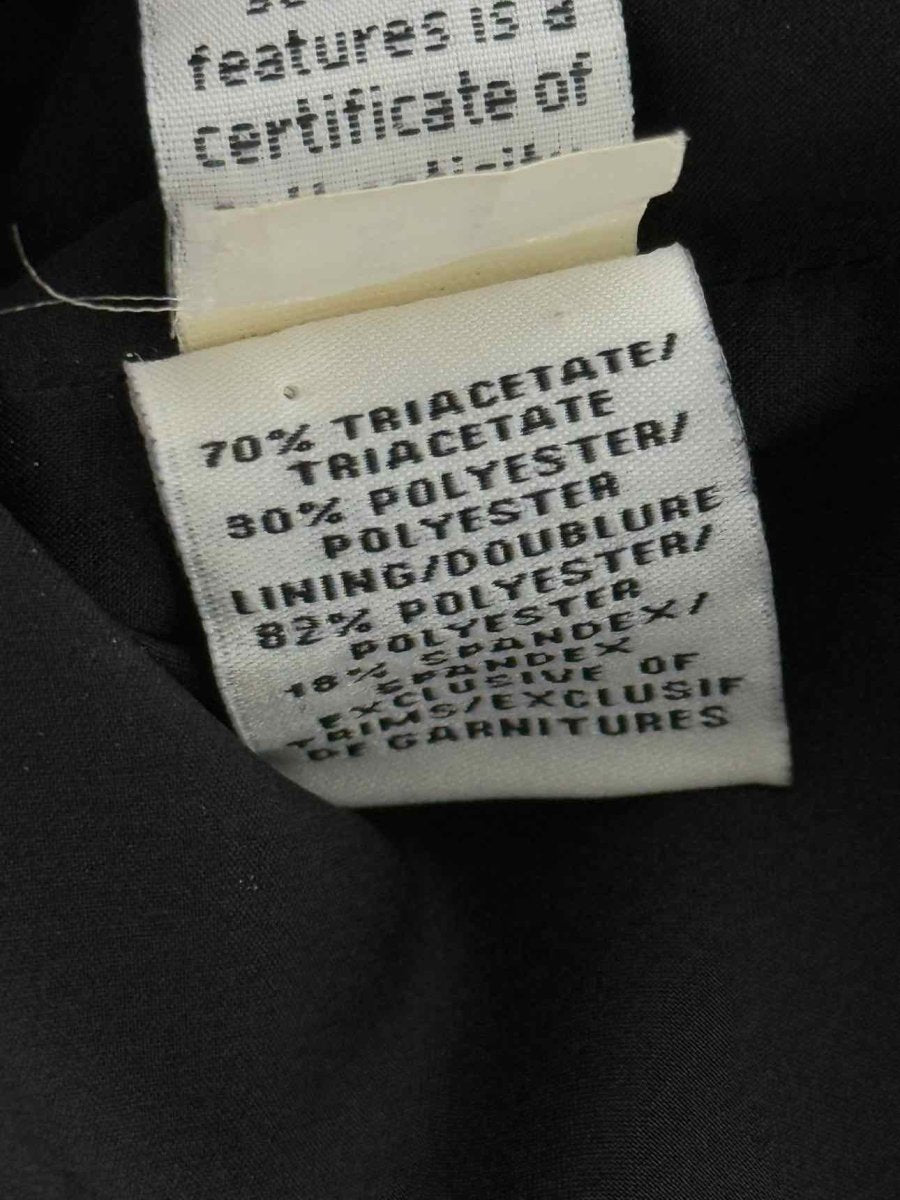 features is a
certificate of
70% TRIACETATE/
TRIACETATE
30% POLYESTER/
POLYESTER
LINING/DOUBLURE
82% POLYESTER/
POLYESTER
18% SPANDEX/
SPANDEX
EXCLUSIVE OF
TRIMS/EXCLUSIF
DE GARNITURES